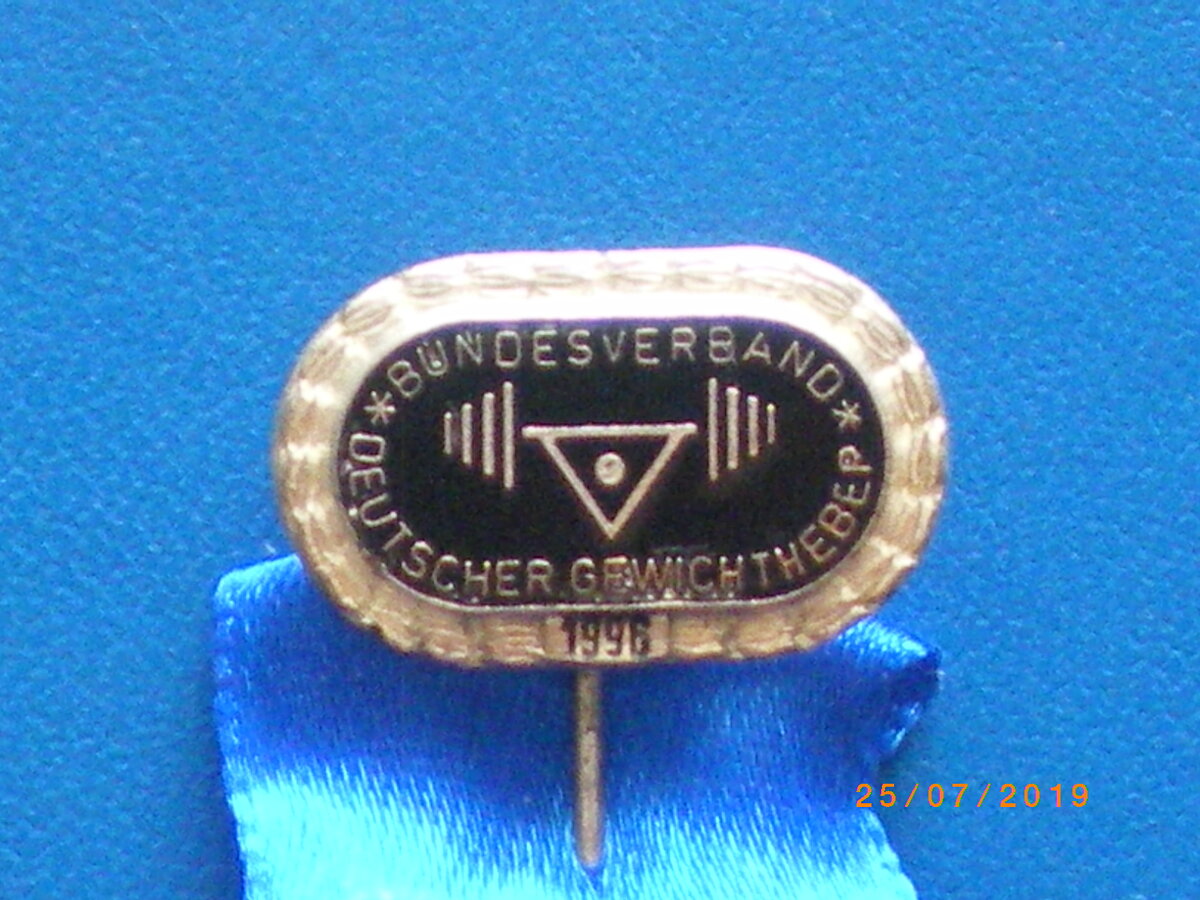 *BUNDESVERBAND*
DEUTSCHER GEWICHTHEBER
1996
25/07/2019